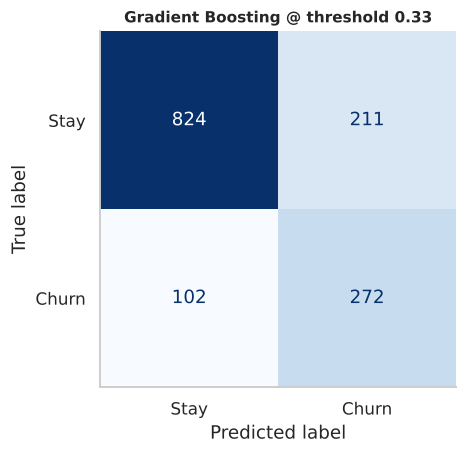 Gradient Boosting @ threshold 0.33
True label
Stay
824
211
Churn
102
272
Stay
Churn
Predicted label